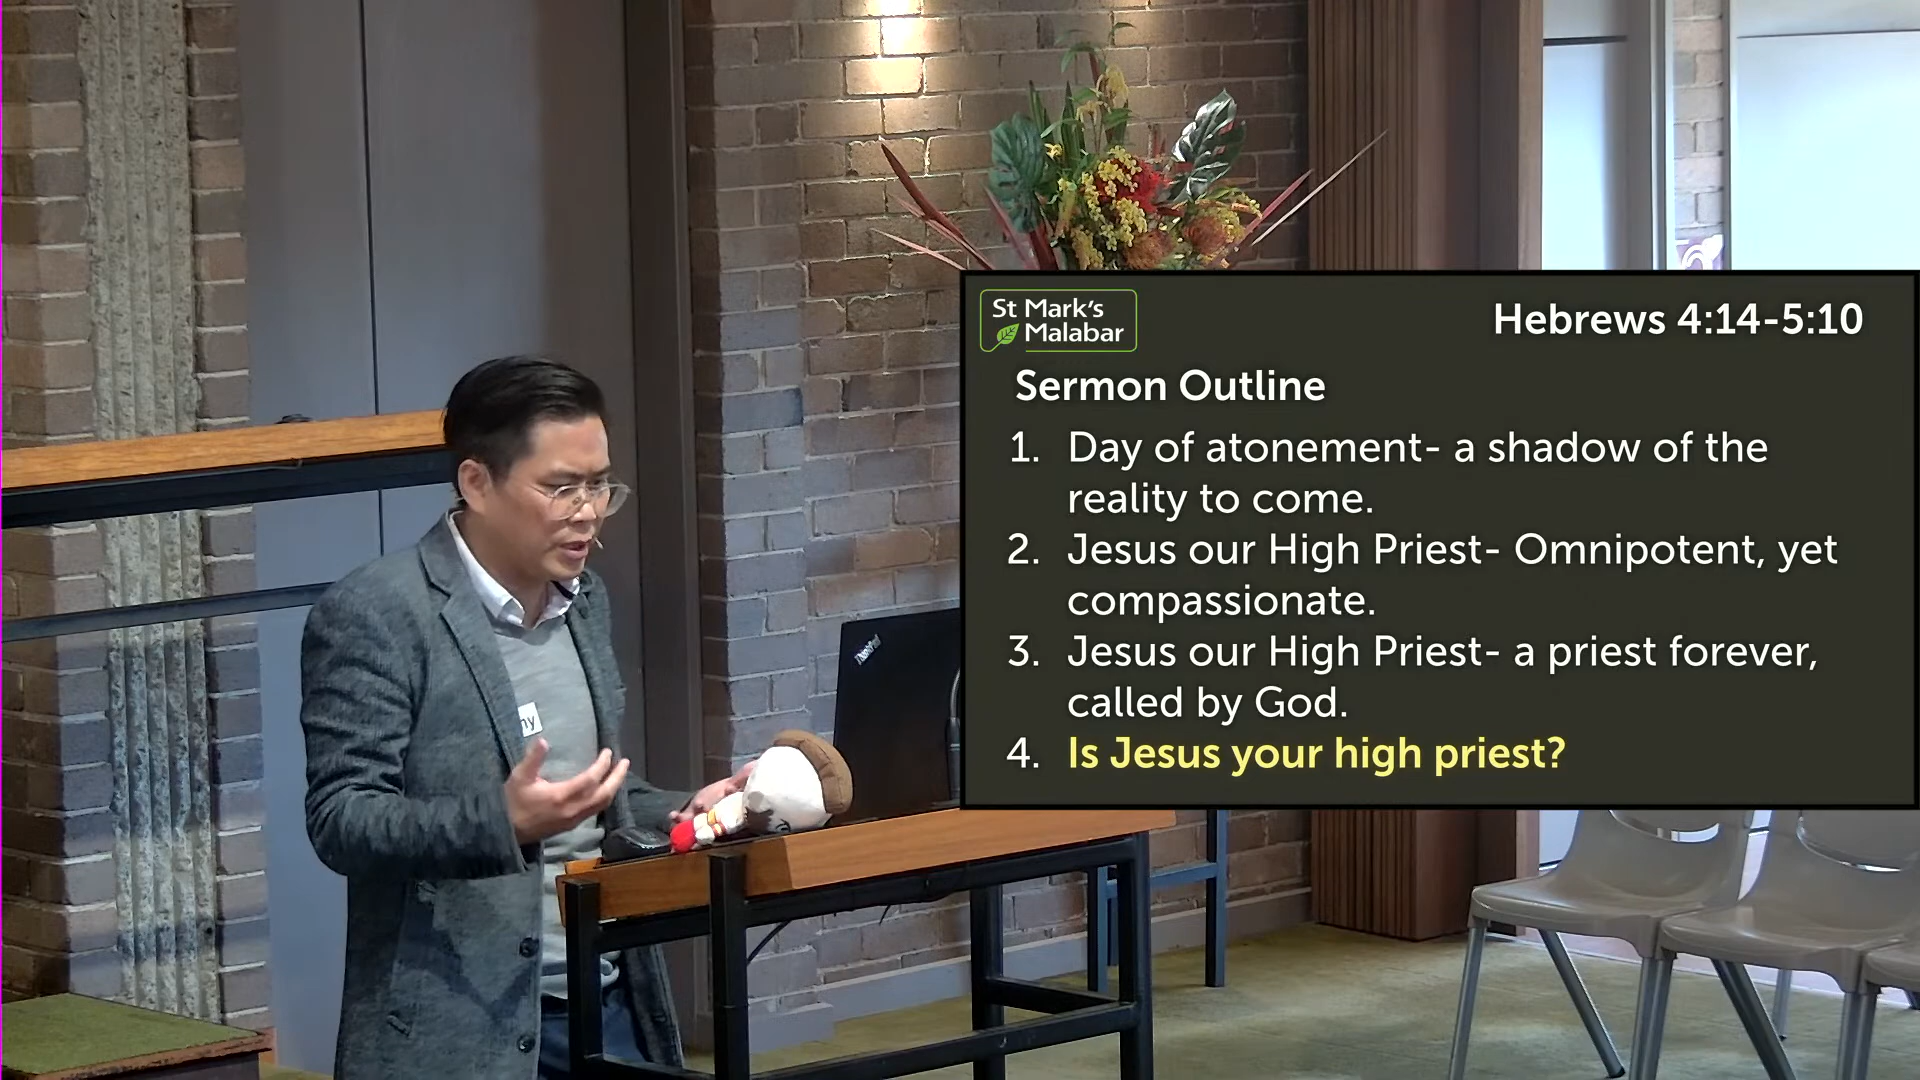 St Mark's
Malabar
Hebrews 4:14-5:10
Sermon Outline
1. Day of atonement- a shadow of the
reality to come.
2. Jesus our High Priest- Omnipotent, yet
compassionate.
3. Jesus our High Priest- a priest forever,
called by God.
4. Is Jesus your high priest?
ThinkPad
ny